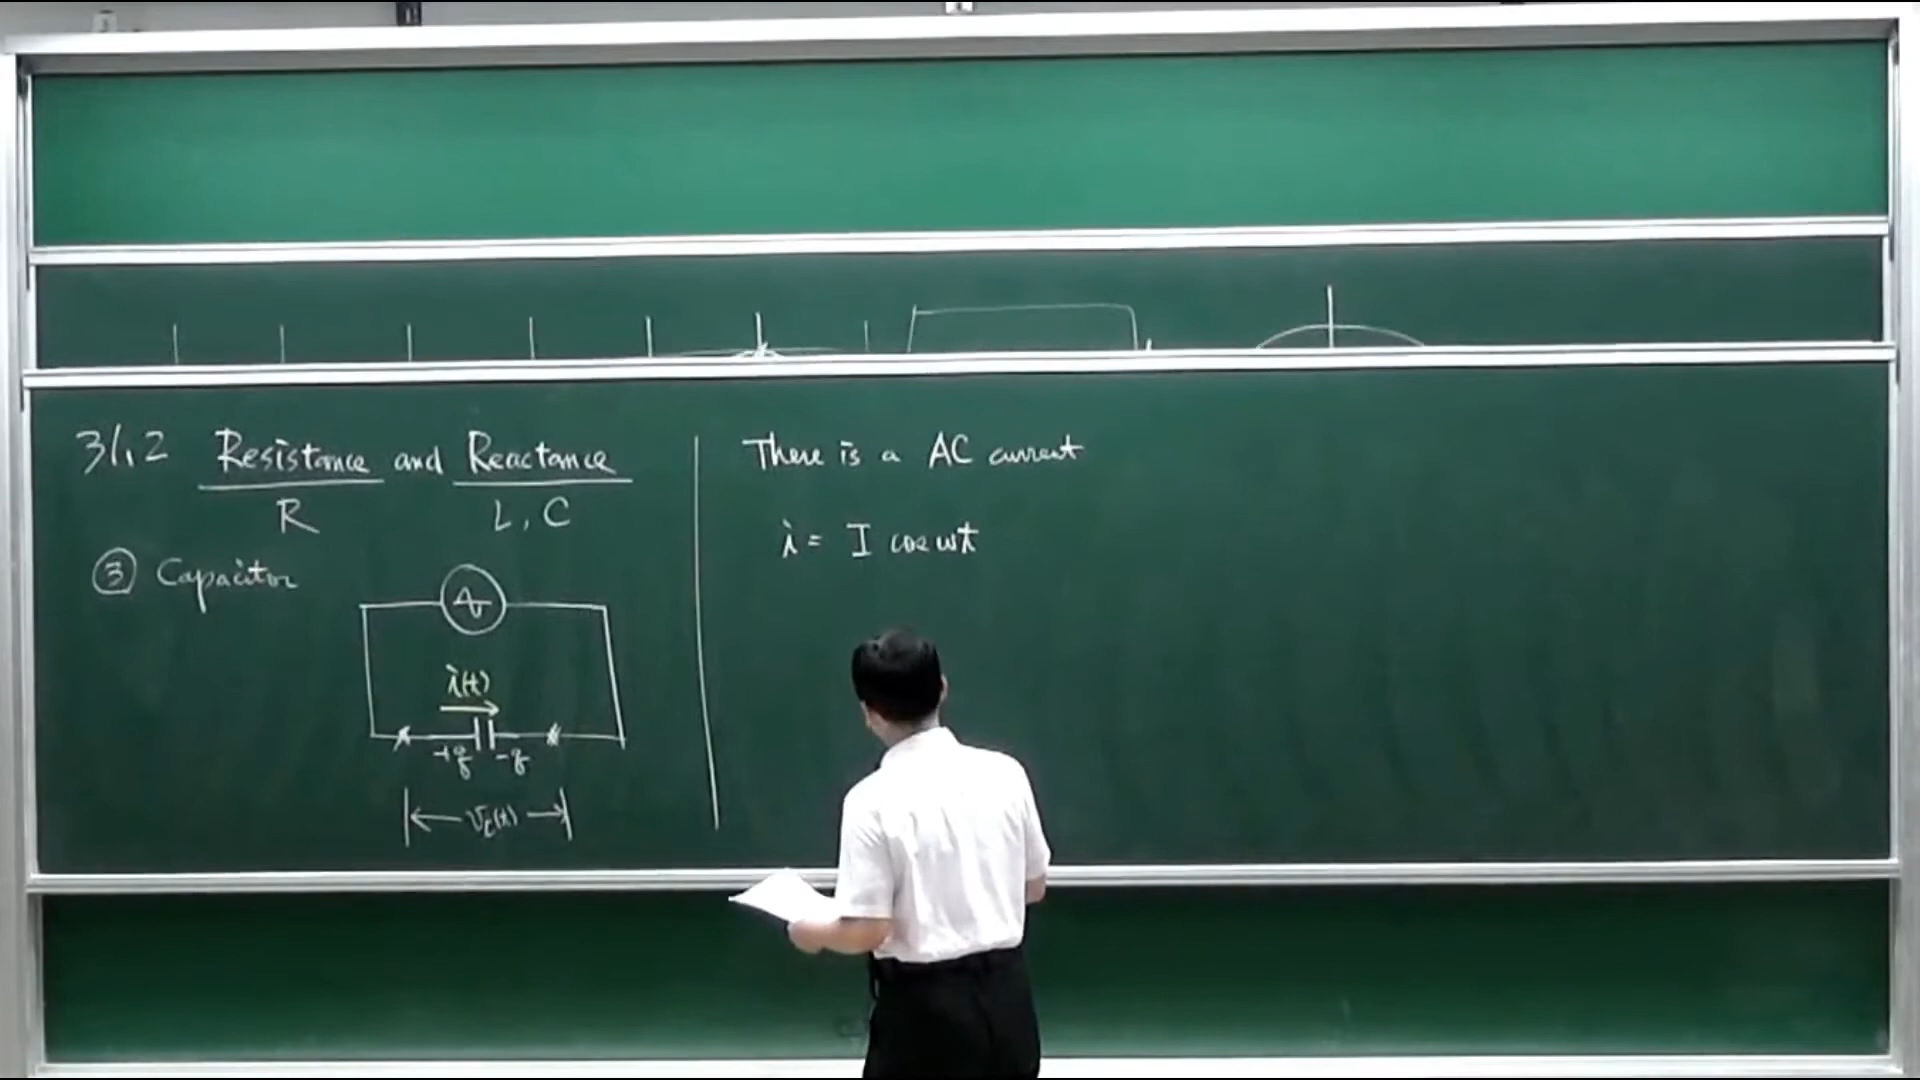 31.2 Resistance and Reactance
R L, C
③ Capacitor
i(t)
+q -q
v_C(t)
There is a AC current
i = I cos ωt